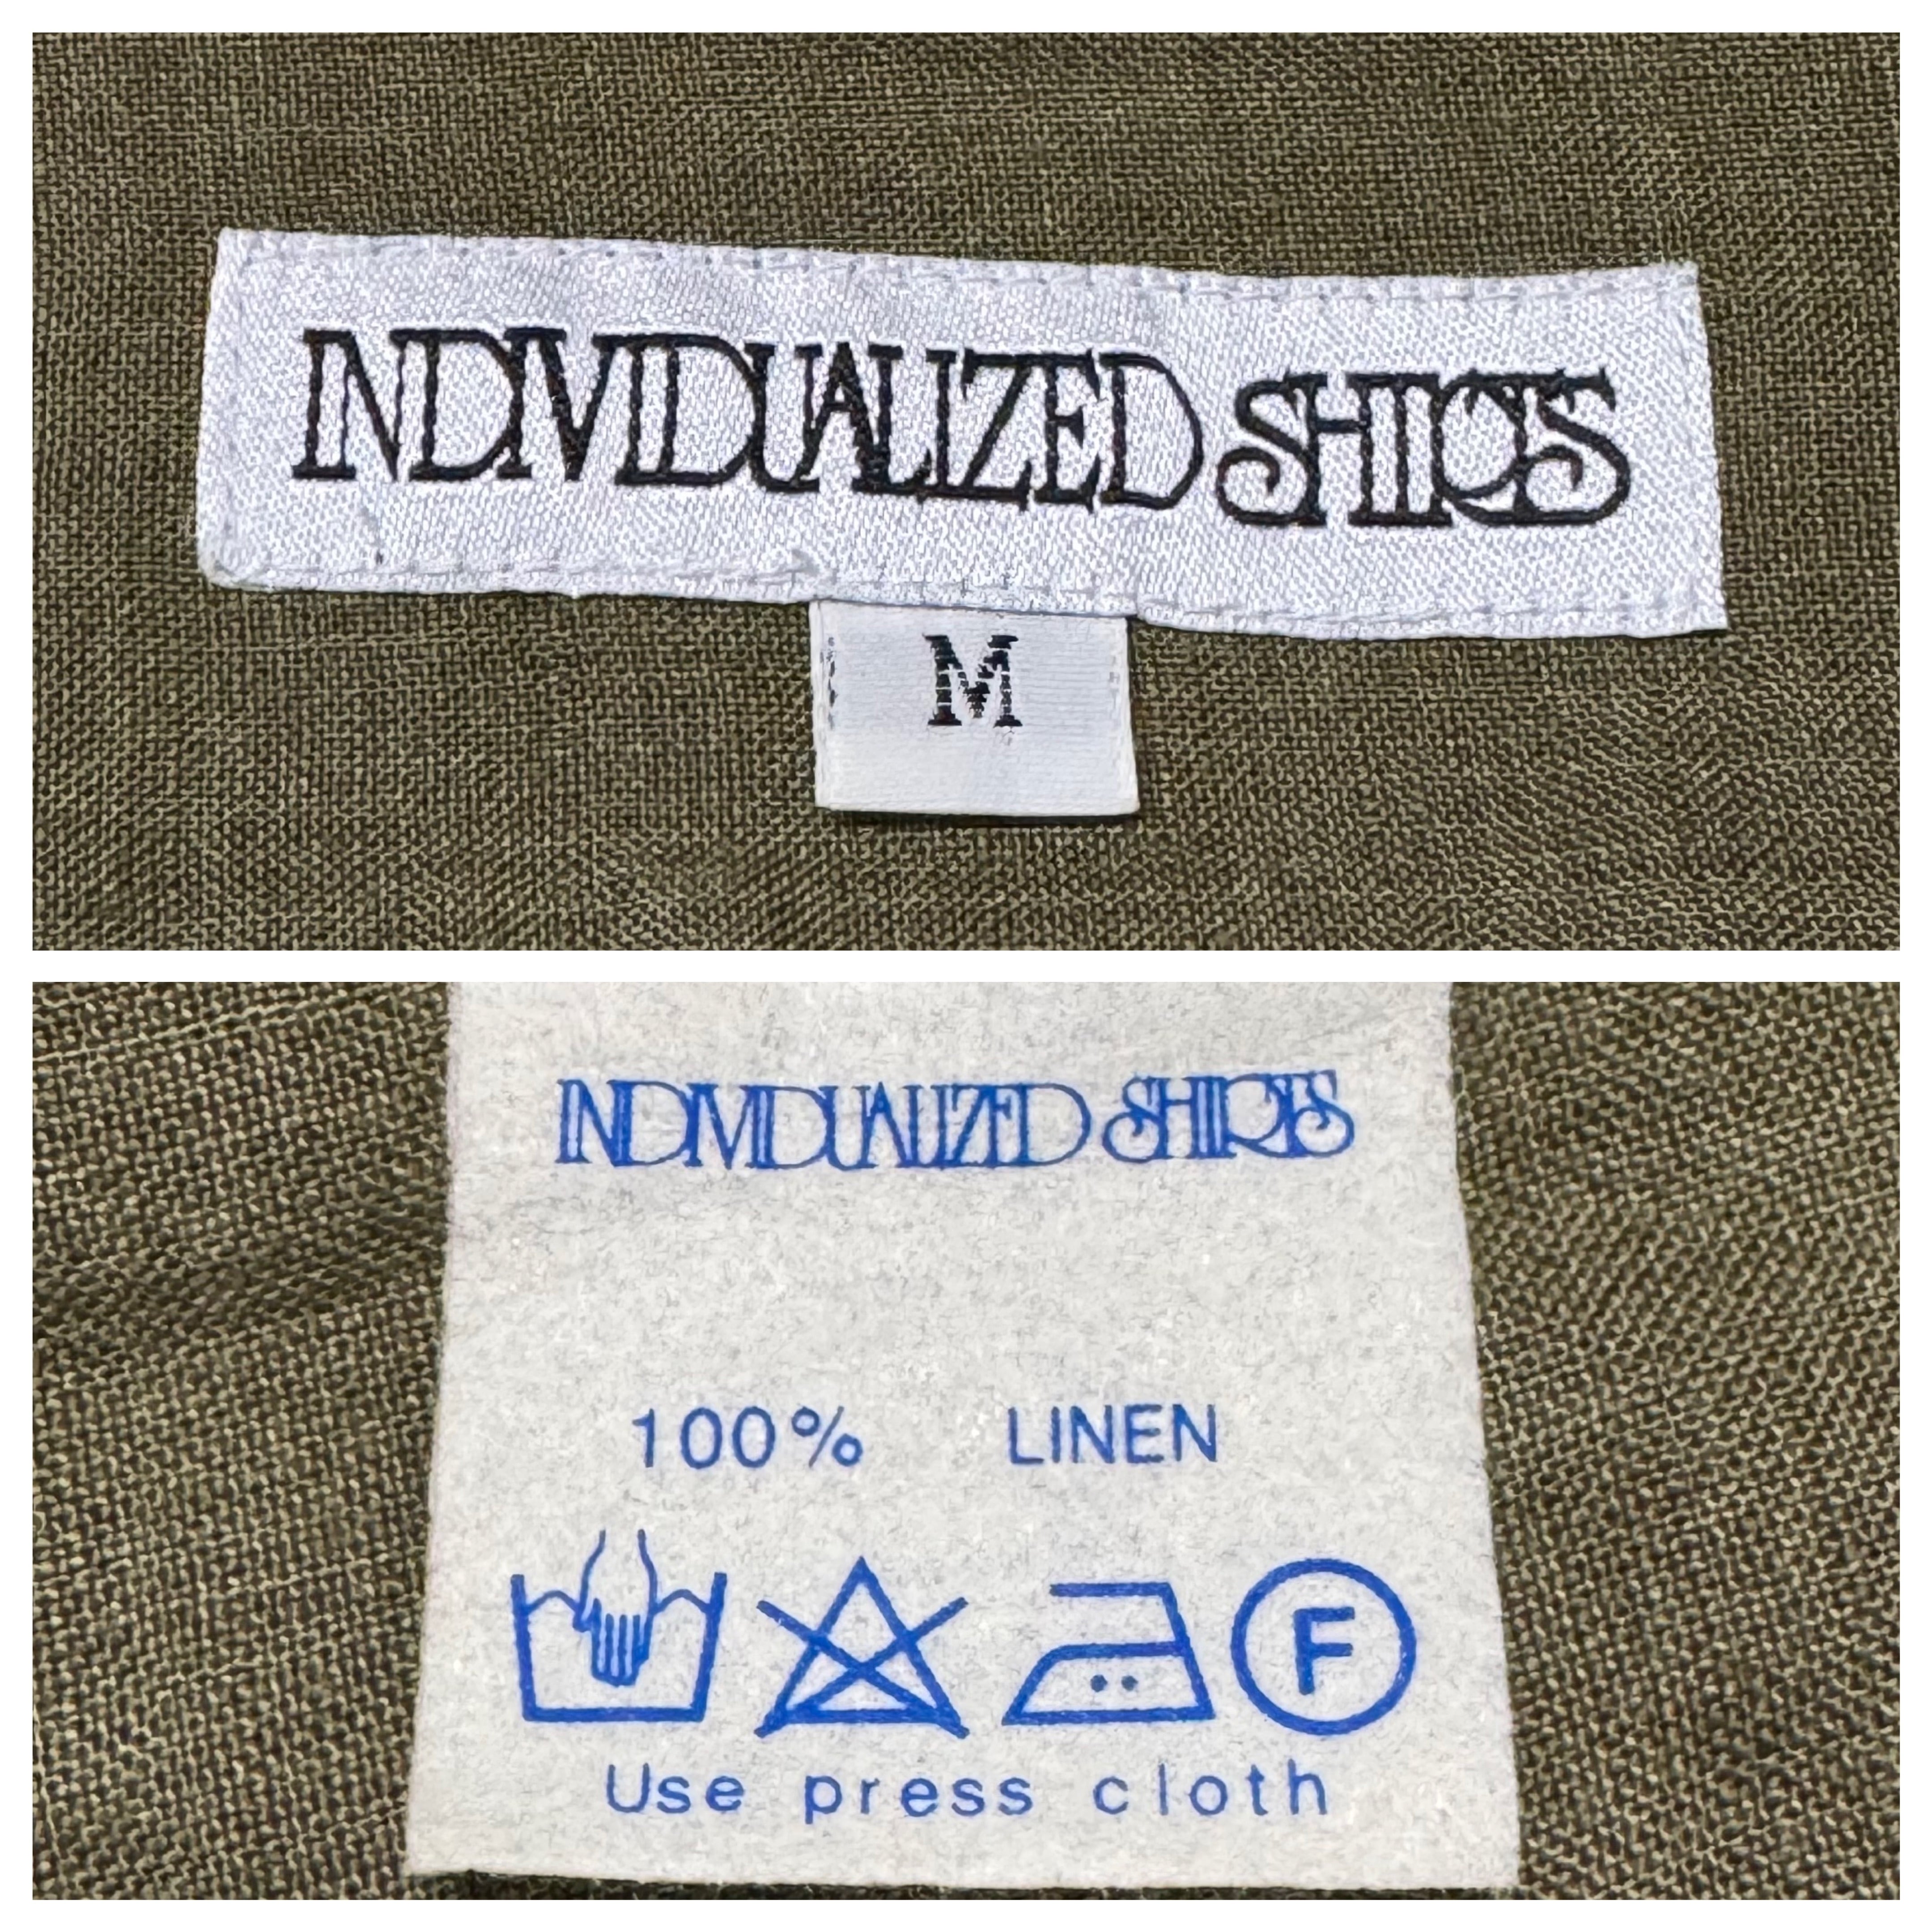 INDIVIDUALIZED SHIRTS
M
INDIVIDUALIZED SHIRTS
100% LINEN
F
Use press cloth